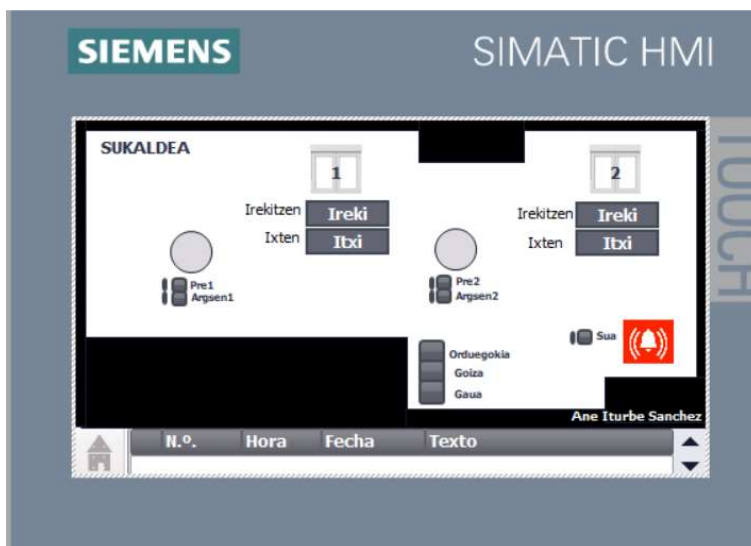 SIEMENS
SIMATIC HMI
TOUCH
SUKALDEA
1
2
Irekitzen Ireki
Irekitzen Ireki
Ixten Itxi
Ixten Itxi
Pre1
Argsen1
Pre2
Argsen2
Sua
Orduegokia
Goiza
Gaua
Ane Iturbe Sanchez
N.º. Hora Fecha Texto